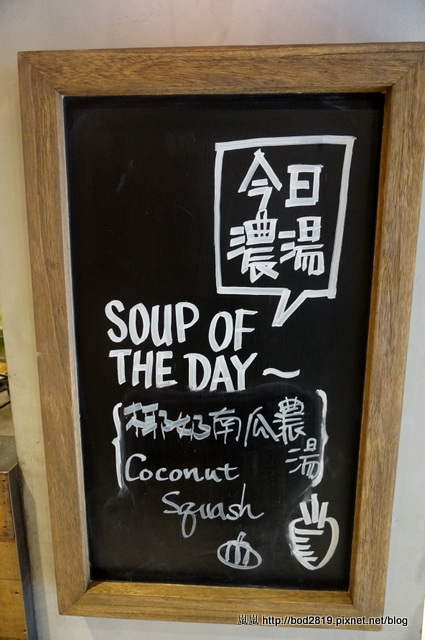 今日
濃湯
SOUP OF
THE DAY~
椰奶南瓜濃湯
Coconut
Squash
http://bod2819.pixnet.net/blog